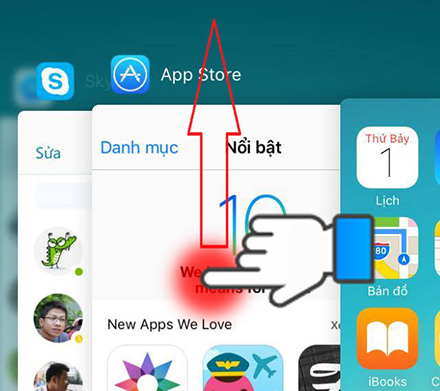 Sky
App Store
Sửa
Danh mục
Nổi bật
10
We
means for
New Apps We Love
Thứ Bảy
1
Lịch
280
Bản đồ
iBooks